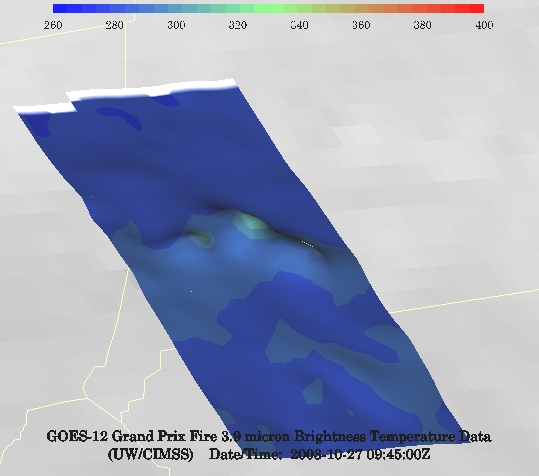 260 280 300 320 340 360 380 400
GOES-12 Grand Prix Fire 3.9 micron Brightness Temperature Data
(UW/CIMSS) Date/Time: 2008-10-27 09:45:00Z